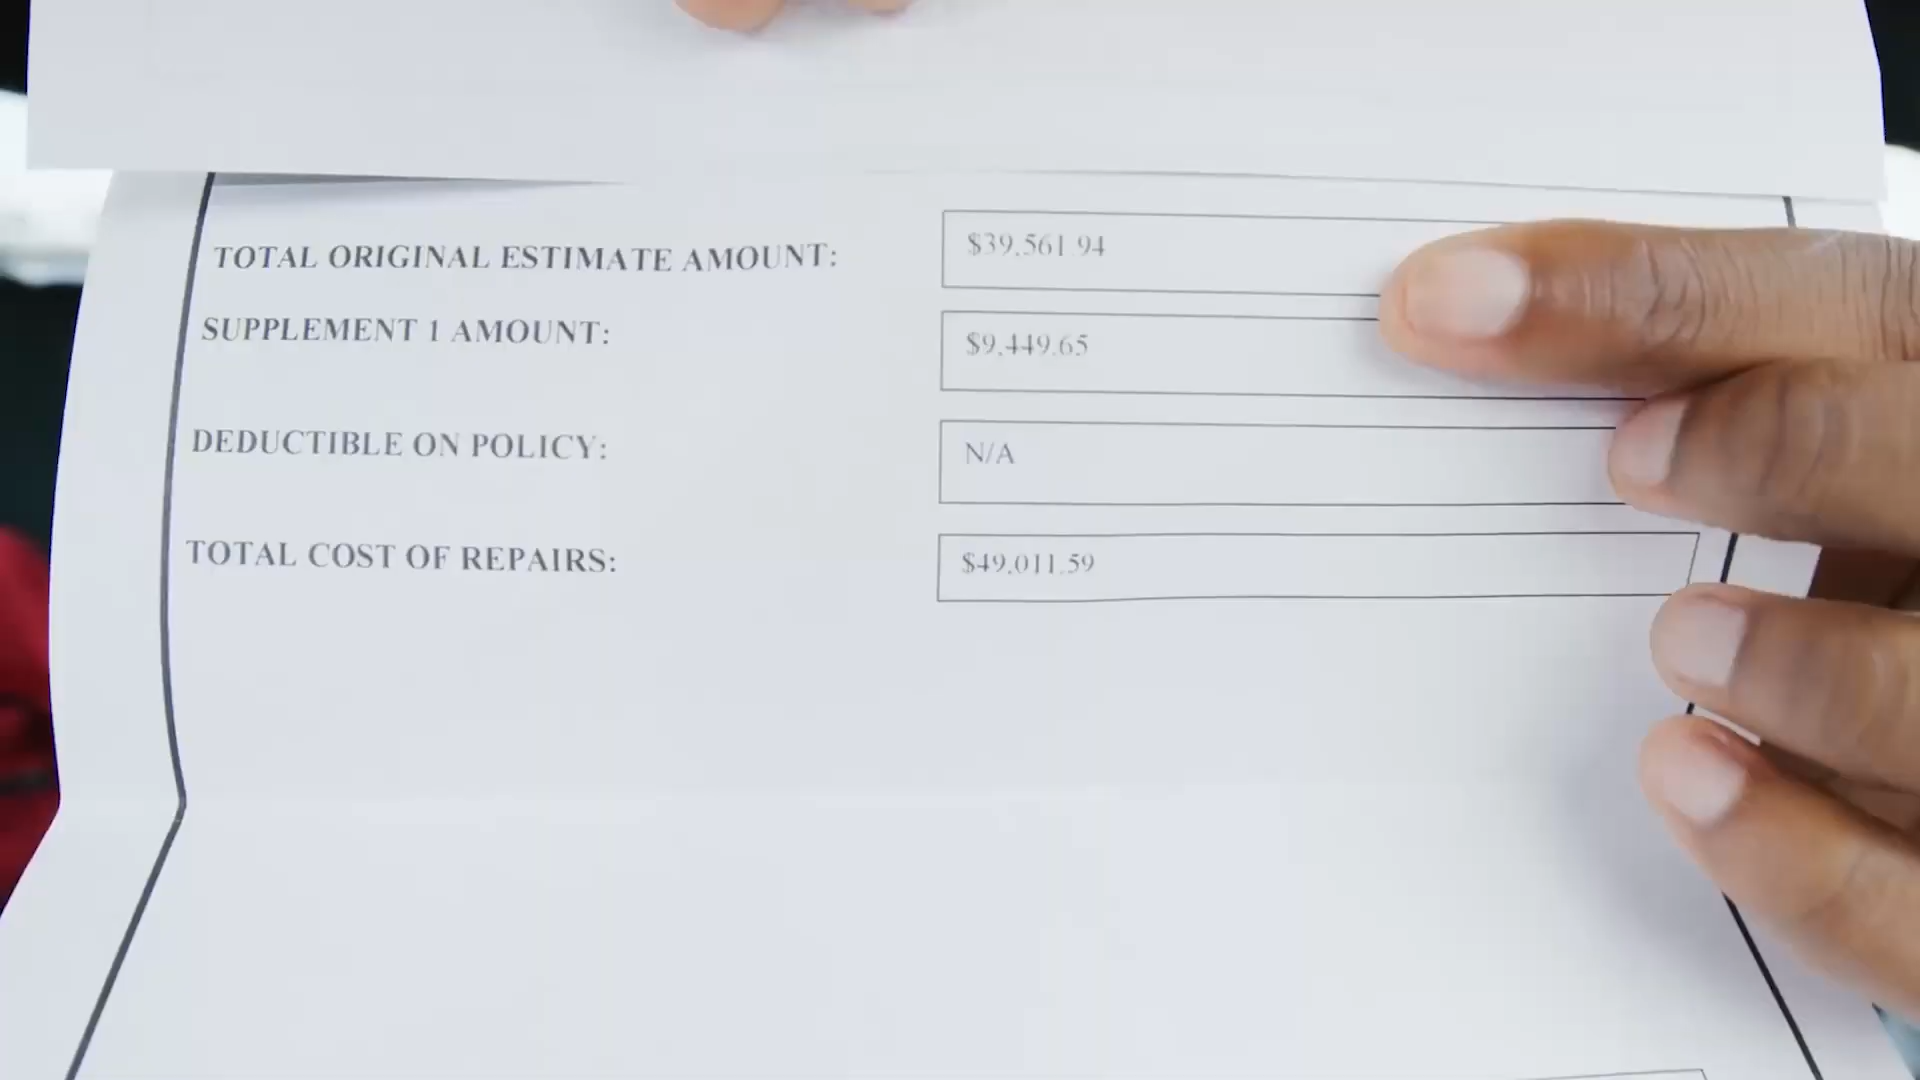 TOTAL ORIGINAL ESTIMATE AMOUNT: $39,561.94
SUPPLEMENT 1 AMOUNT: $9,449.65
DEDUCTIBLE ON POLICY: N/A
TOTAL COST OF REPAIRS: $49,011.59